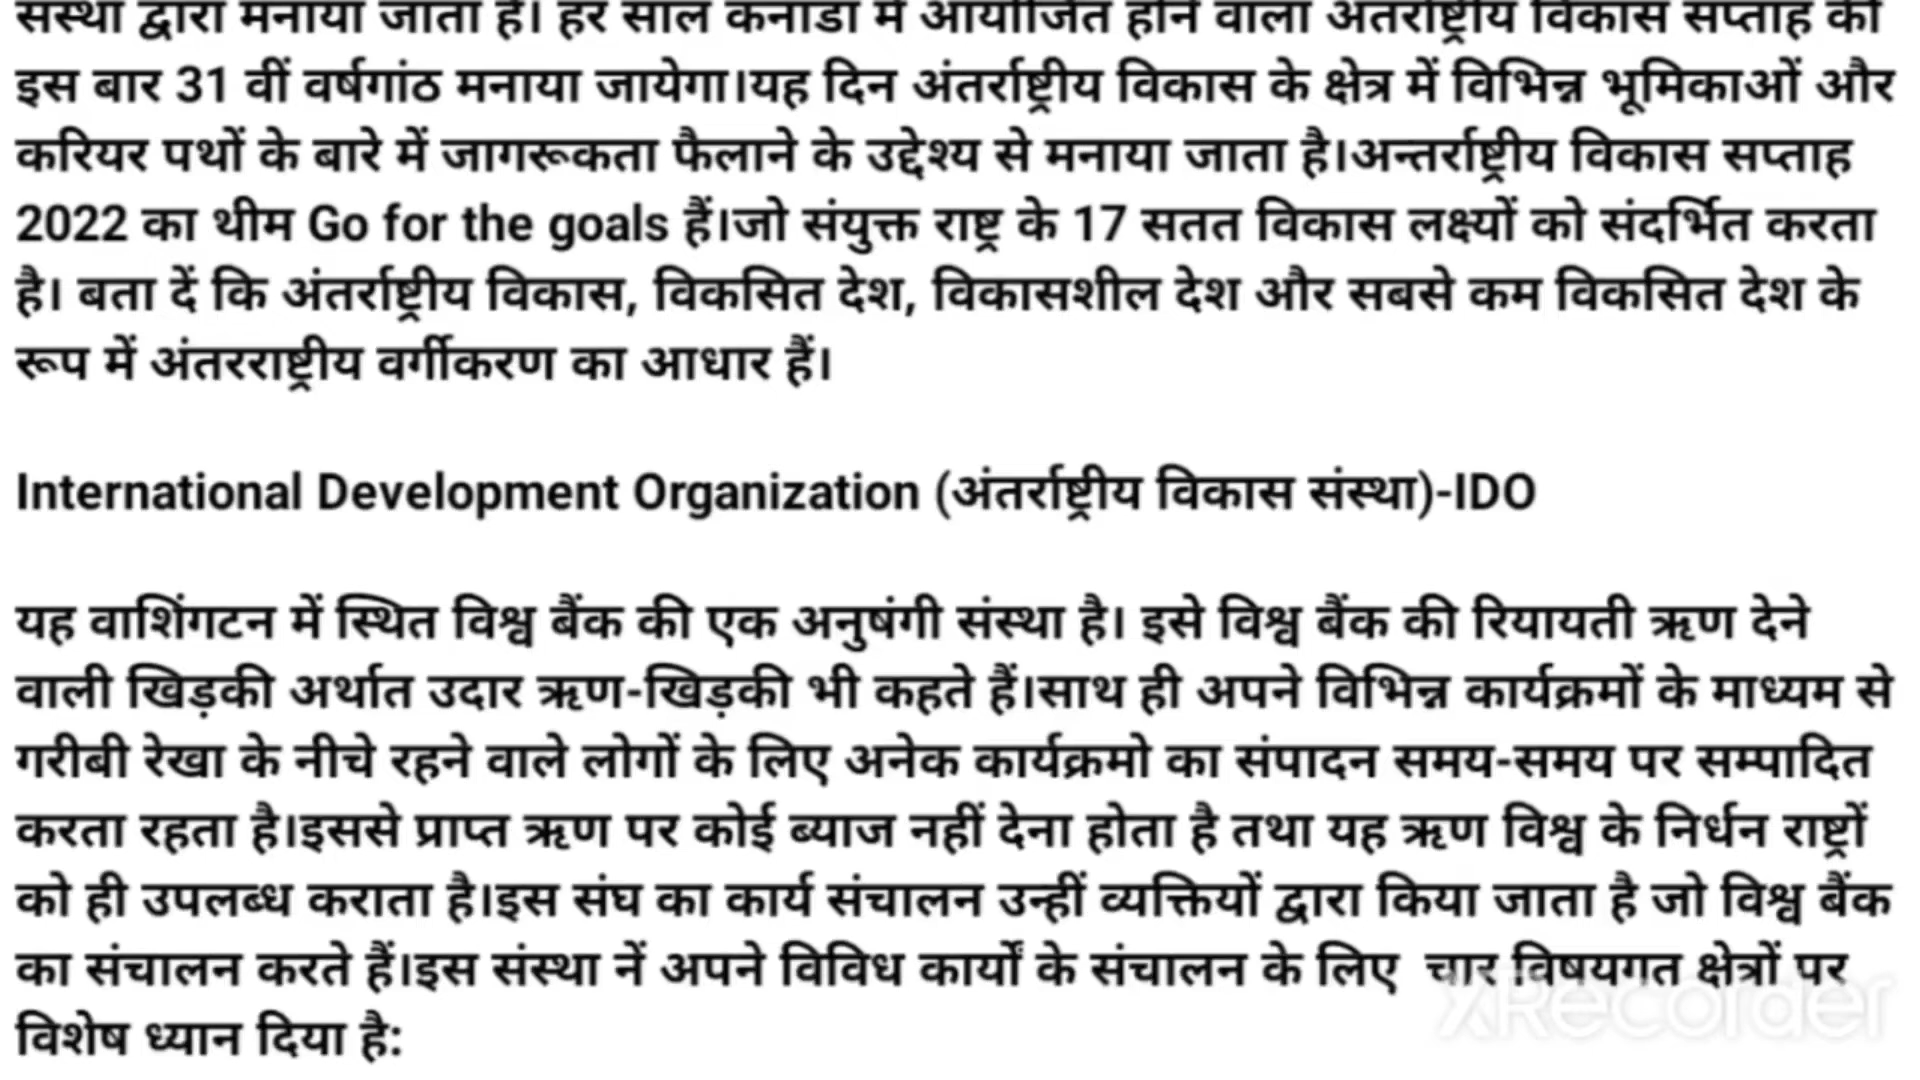 संस्था द्वारा मनाया जाता है। हर साल कनाडा में आयोजित होने वाला अंतर्राष्ट्रीय विकास सप्ताह की
इस बार 31 वीं वर्षगांठ मनाया जायेगा।यह दिन अंतर्राष्ट्रीय विकास के क्षेत्र में विभिन्न भूमिकाओं और
करियर पथों के बारे में जागरूकता फैलाने के उद्देश्य से मनाया जाता है।अन्तर्राष्ट्रीय विकास सप्ताह
2022 का थीम Go for the goals हैं।जो संयुक्त राष्ट्र के 17 सतत विकास लक्ष्यों को संदर्भित करता
है। बता दें कि अंतर्राष्ट्रीय विकास, विकसित देश, विकासशील देश और सबसे कम विकसित देश के
रूप में अंतरराष्ट्रीय वर्गीकरण का आधार हैं।
International Development Organization (अंतर्राष्ट्रीय विकास संस्था)-IDO
यह वाशिंगटन में स्थित विश्व बैंक की एक अनुषंगी संस्था है। इसे विश्व बैंक की रियायती ऋण देने
वाली खिड़की अर्थात उदार ऋण-खिड़की भी कहते हैं।साथ ही अपने विभिन्न कार्यक्रमों के माध्यम से
गरीबी रेखा के नीचे रहने वाले लोगों के लिए अनेक कार्यक्रमो का संपादन समय-समय पर सम्पादित
करता रहता है।इससे प्राप्त ऋण पर कोई ब्याज नहीं देना होता है तथा यह ऋण विश्व के निर्धन राष्ट्रों
को ही उपलब्ध कराता है।इस संघ का कार्य संचालन उन्हीं व्यक्तियों द्वारा किया जाता है जो विश्व बैंक
का संचालन करते हैं।इस संस्था नें अपने विविध कार्यों के संचालन के लिए चार विषयगत क्षेत्रों पर
विशेष ध्यान दिया है:
XRecorder